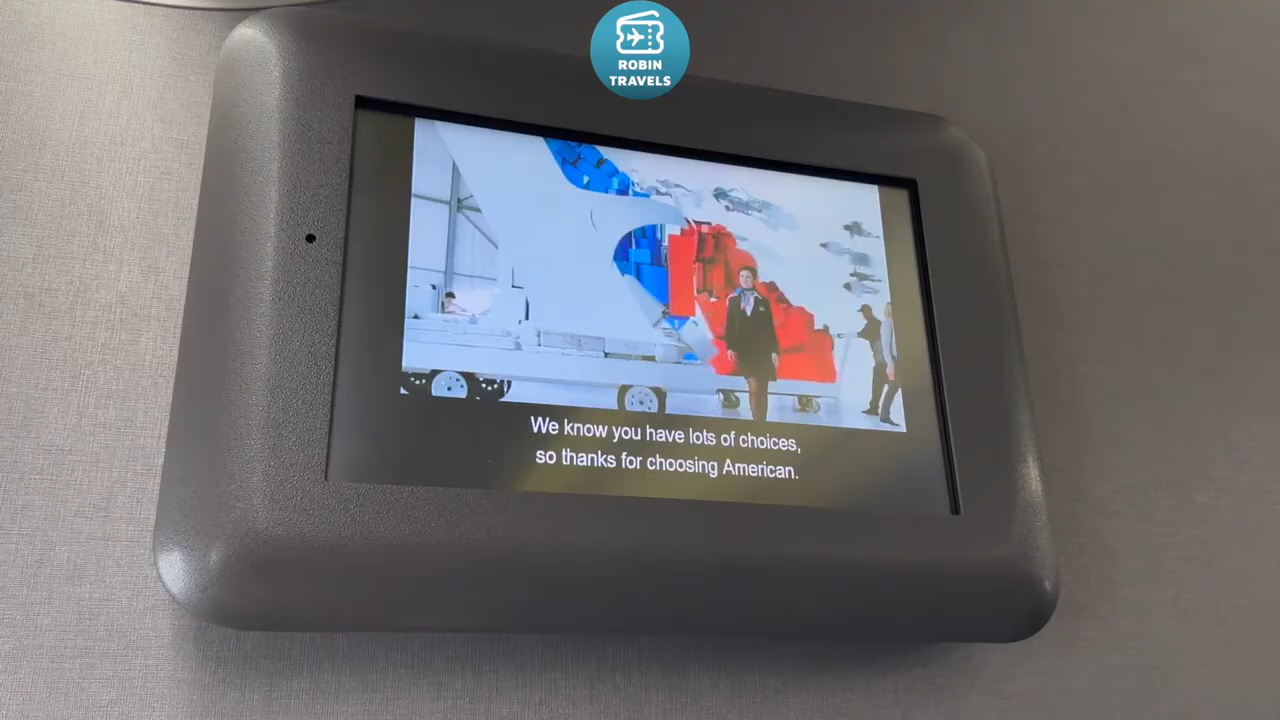 ROBIN
TRAVELS
We know you have lots of choices,
so thanks for choosing American.